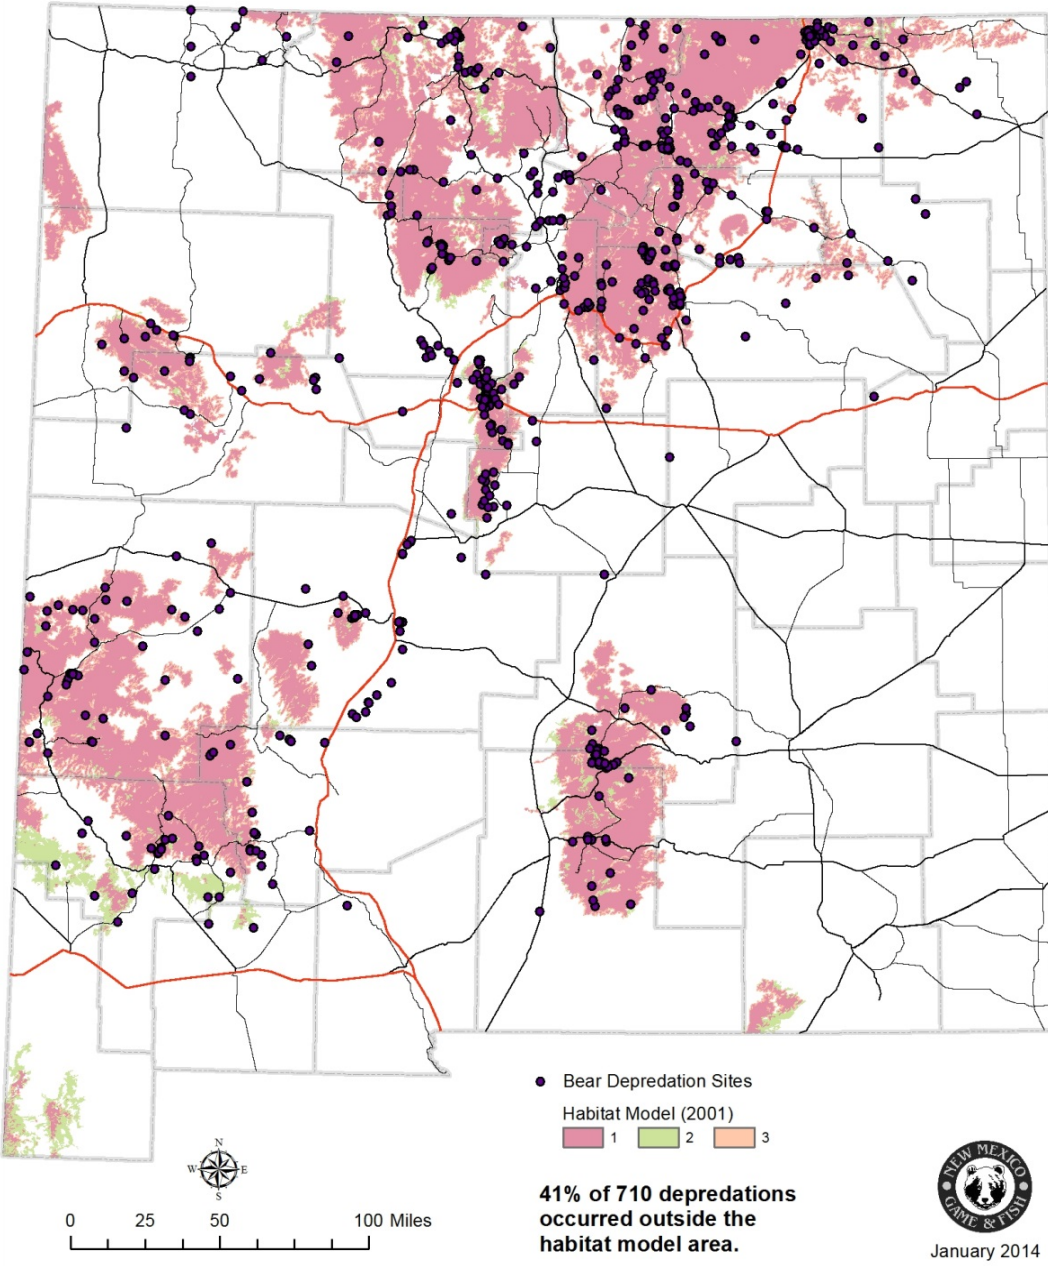 Bear Depredation Sites
Habitat Model (2001)
1 2 3
N
W E
S
0 25 50 100 Miles
41% of 710 depredations
occurred outside the
habitat model area.
NEW MEXICO
GAME & FISH
January 2014